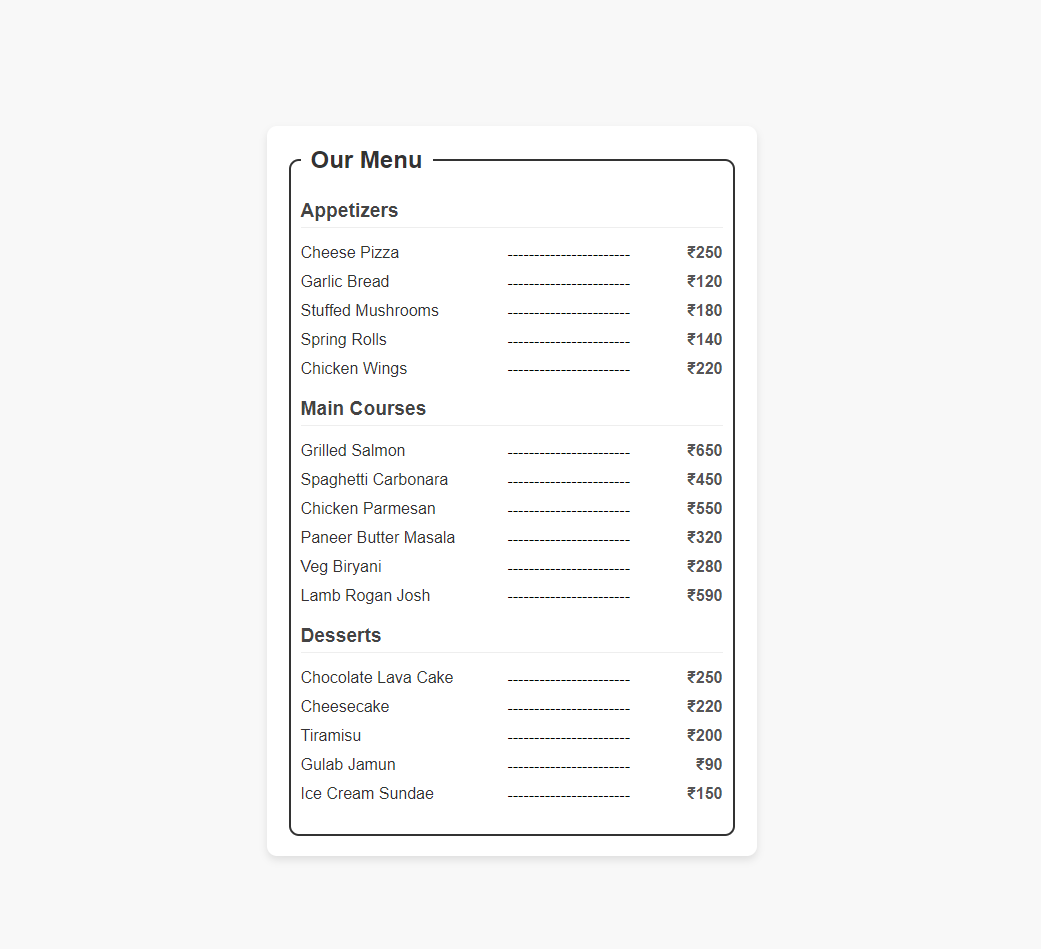 Our Menu
Appetizers
Cheese Pizza ----------------------- ₹250
Garlic Bread ----------------------- ₹120
Stuffed Mushrooms ----------------------- ₹180
Spring Rolls ----------------------- ₹140
Chicken Wings ----------------------- ₹220
Main Courses
Grilled Salmon ----------------------- ₹650
Spaghetti Carbonara ----------------------- ₹450
Chicken Parmesan ----------------------- ₹550
Paneer Butter Masala ----------------------- ₹320
Veg Biryani ----------------------- ₹280
Lamb Rogan Josh ----------------------- ₹590
Desserts
Chocolate Lava Cake ----------------------- ₹250
Cheesecake ----------------------- ₹220
Tiramisu ----------------------- ₹200
Gulab Jamun ----------------------- ₹90
Ice Cream Sundae ----------------------- ₹150